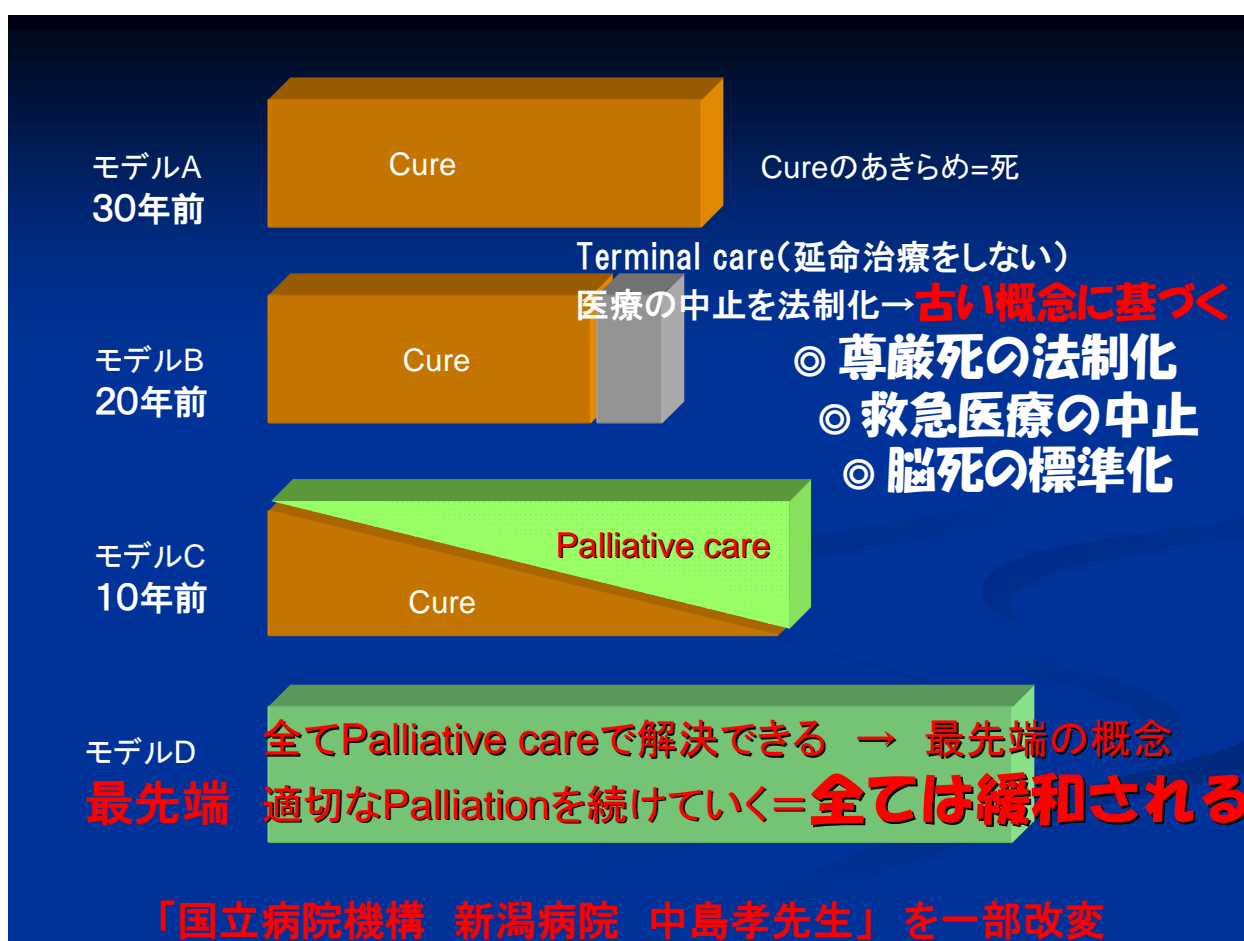 モデルA
30年前
Cure
Cureのあきらめ=死
Terminal care(延命治療をしない)
医療の中止を法制化→古い概念に基づく
モデルB
20年前
Cure
◎ 尊厳死の法制化
◎ 救急医療の中止
◎ 脳死の標準化
モデルC
10年前
Palliative care
Cure
モデルD
最先端
全てPalliative careで解決できる → 最先端の概念
適切なPalliationを続けていく=全ては緩和される
「国立病院機構 新潟病院 中島孝先生」を一部改変